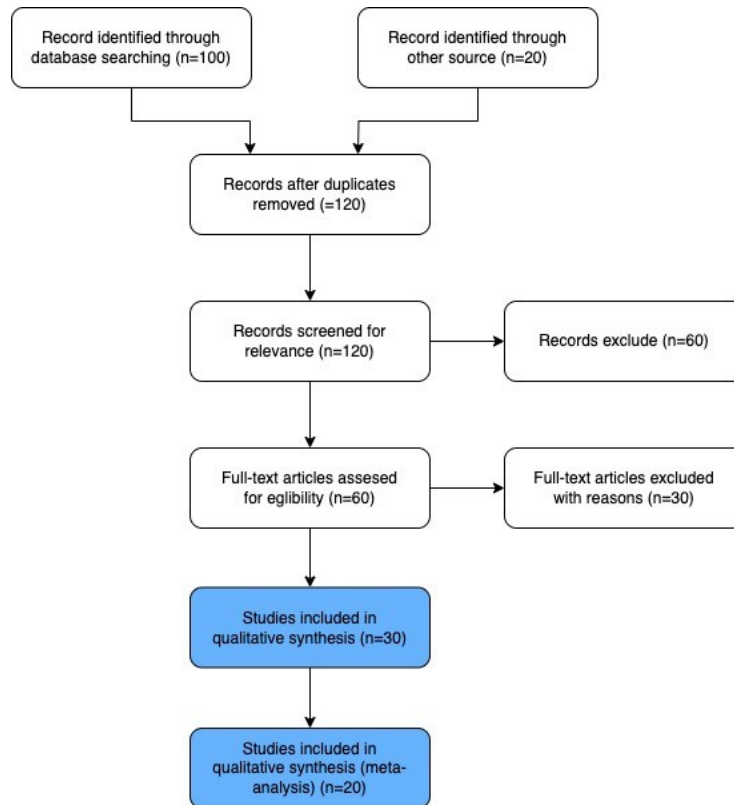 Record identified through
database searching (n=100)
Record identified through
other source (n=20)
Records after duplicates
removed (=120)
Records screened for
relevance (n=120)
Records exclude (n=60)
Full-text articles assesed
for eglibility (n=60)
Full-text articles excluded
with reasons (n=30)
Studies included in
qualitative synthesis (n=30)
Studies included in
qualitative synthesis (meta-
analysis) (n=20)